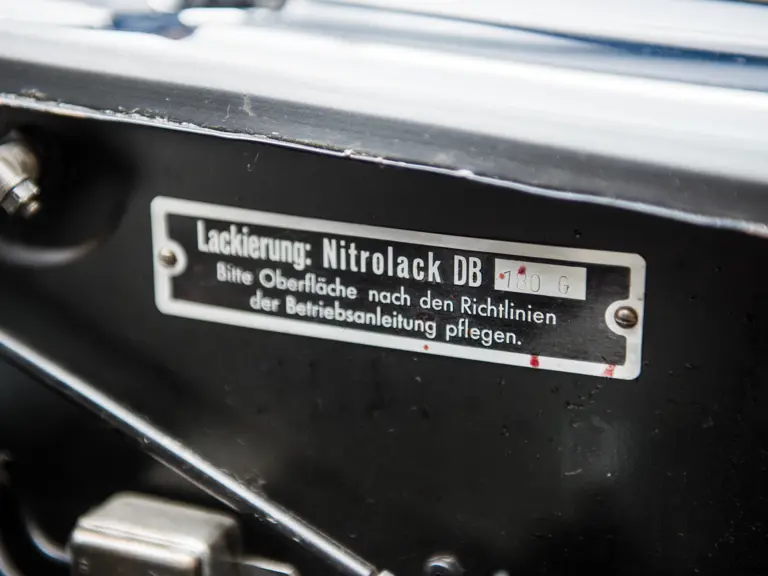 Lackierung: Nitrolack DB 180 G
Bitte Oberfläche nach den Richtlinien
der Betriebsanleitung pflegen.